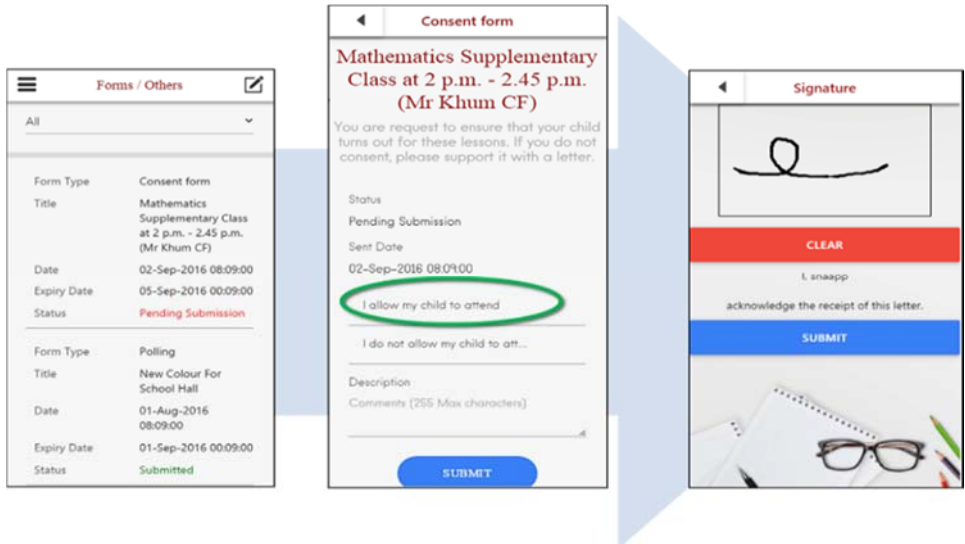 Forms / Others
All
Form Type Consent form
Title Mathematics
Supplementary Class
at 2 p.m. - 2.45 p.m.
(Mr Khum CF)
Date 02-Sep-2016 08:09:00
Expiry Date 05-Sep-2016 00:09:00
Status Pending Submission
Form Type Polling
Title New Colour For
School Hall
Date 01-Aug-2016
08:09:00
Expiry Date 01-Sep-2016 00:09:00
Status Submitted
Consent form
Mathematics Supplementary
Class at 2 p.m. - 2.45 p.m.
(Mr Khum CF)
You are request to ensure that your child
turns out for these lessons. If you do not
consent, please support it with a letter.
Status
Pending Submission
Sent Date
02-Sep-2016 08:09:00
I allow my child to attend
I do not allow my child to att...
Description
Comments (255 Max characters)
SUBMIT
Signature
CLEAR
I, snaapp
acknowledge the receipt of this letter.
SUBMIT